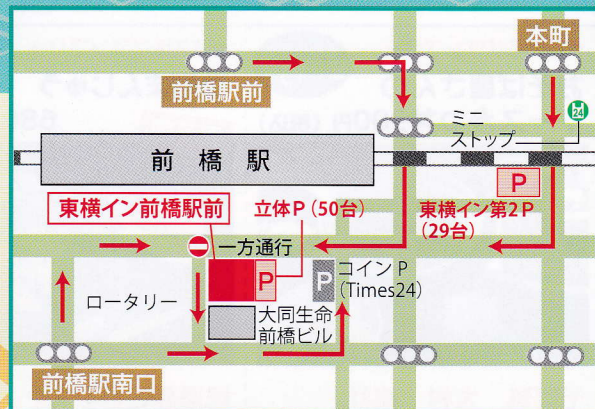 本町
前橋駅前
24
ミニ
ストップ
前橋駅
P
東横イン前橋駅前
立体P（50台）
東横イン第2P
（29台）
一方通行
P
P
コインP
（Times24）
ロータリー
大同生命
前橋ビル
前橋駅南口